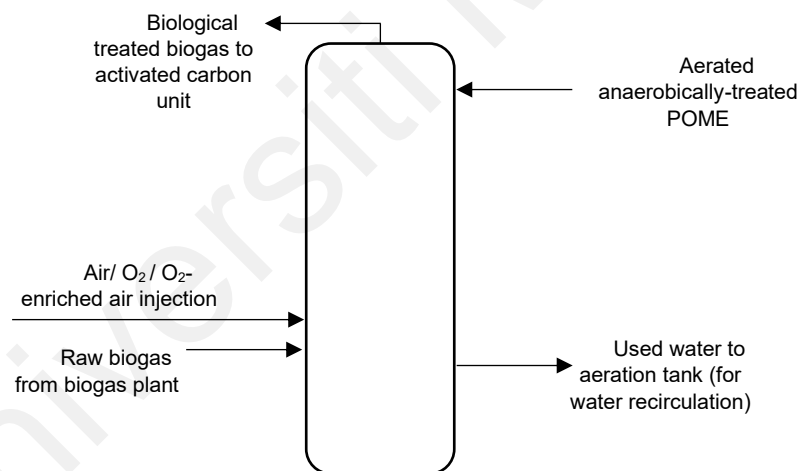 Biological
treated biogas to
activated carbon
unit
Aerated
anaerobically-treated
POME
Air/ O₂ / O₂-
enriched air injection
Raw biogas
from biogas plant
Used water to
aeration tank (for
water recirculation)